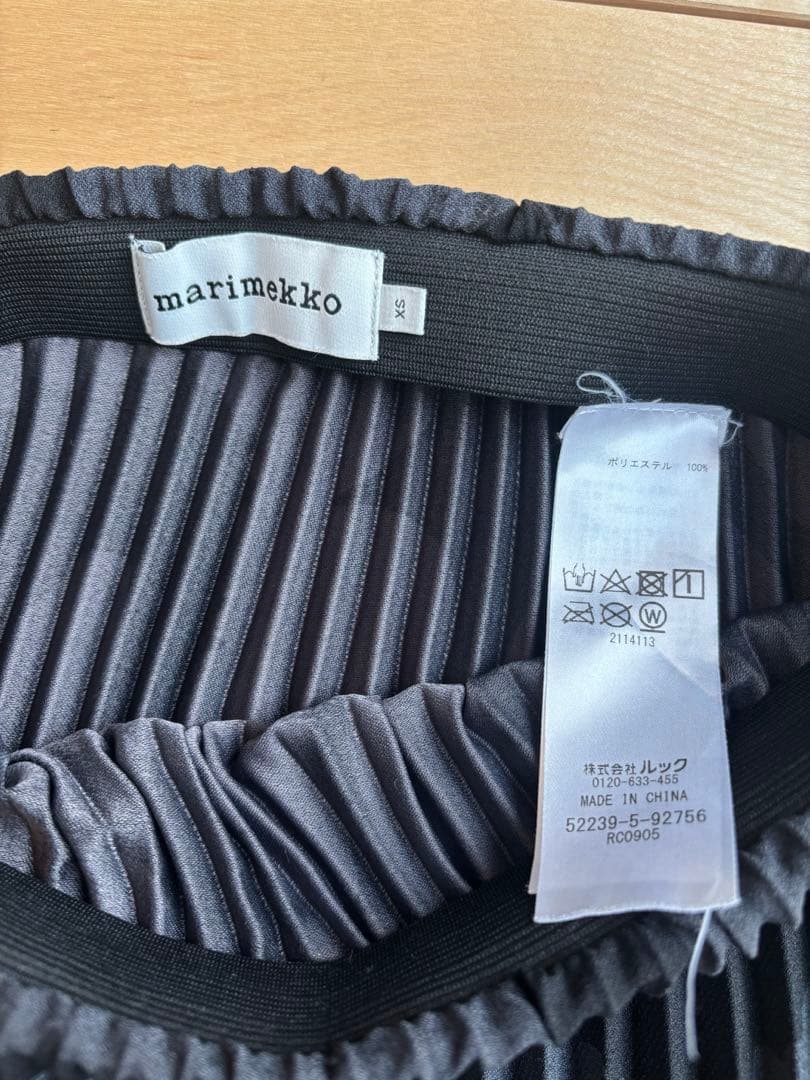 marimekko
XS
ポリエステル 100%
W
2114113
株式会社 ルック
0120-633-455
MADE IN CHINA
52239-5-92756
RC0905